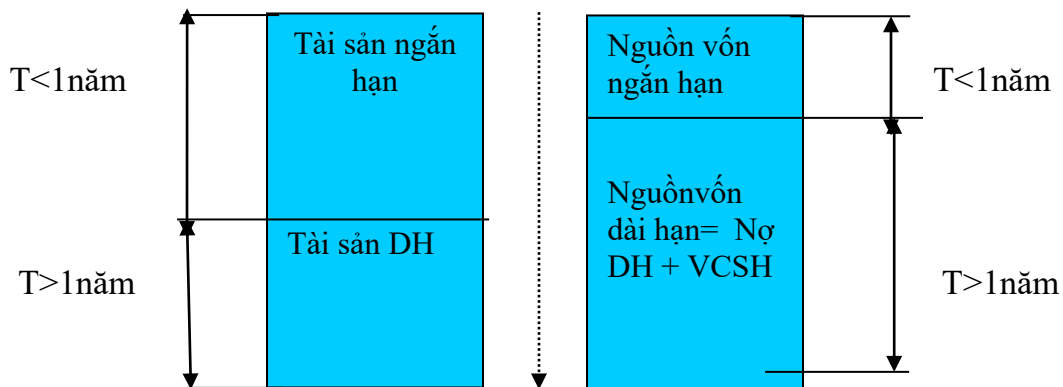 T<1năm
Tài sản ngắn
hạn
T>1năm
Tài sản DH
Nguồn vốn
ngắn hạn
T<1năm
Nguồnvốn
dài hạn= Nợ
DH + VCSH
T>1năm